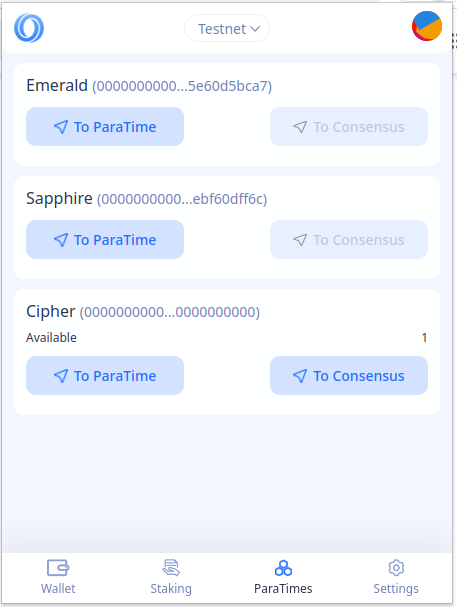 Testnet
Emerald (0000000000...5e60d5bca7)
To ParaTime To Consensus
Sapphire (0000000000...ebf60dff6c)
To ParaTime To Consensus
Cipher (0000000000...0000000000)
Available 1
To ParaTime To Consensus
Wallet Staking ParaTimes Settings